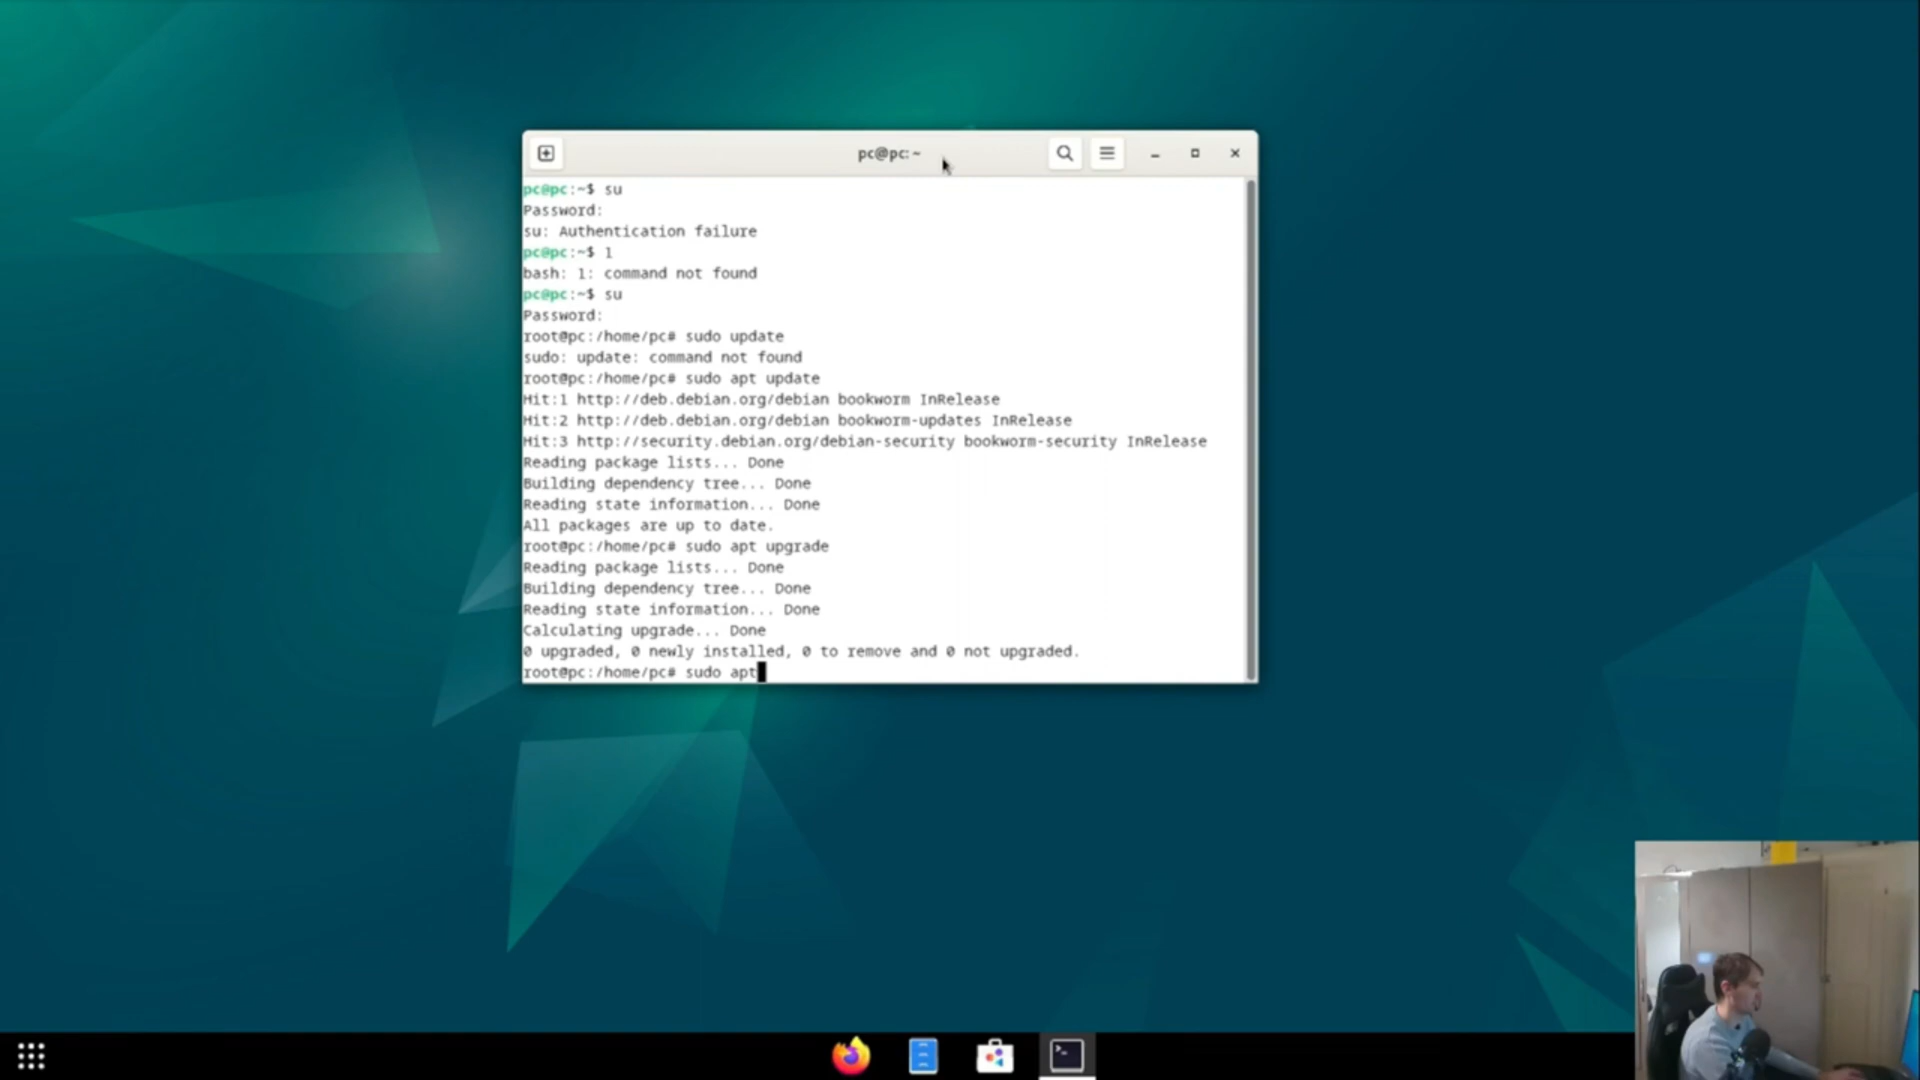 pc@pc: ~
pc@pc:~$ su
Password:
su: Authentication failure
pc@pc:~$ 1
bash: 1: command not found
pc@pc:~$ su
Password:
root@pc:/home/pc# sudo update
sudo: update: command not found
root@pc:/home/pc# sudo apt update
Hit:1 http://deb.debian.org/debian bookworm InRelease
Hit:2 http://deb.debian.org/debian bookworm-updates InRelease
Hit:3 http://security.debian.org/debian-security bookworm-security InRelease
Reading package lists... Done
Building dependency tree... Done
Reading state information... Done
All packages are up to date.
root@pc:/home/pc# sudo apt upgrade
Reading package lists... Done
Building dependency tree... Done
Reading state information... Done
Calculating upgrade... Done
0 upgraded, 0 newly installed, 0 to remove and 0 not upgraded.
root@pc:/home/pc# sudo apt